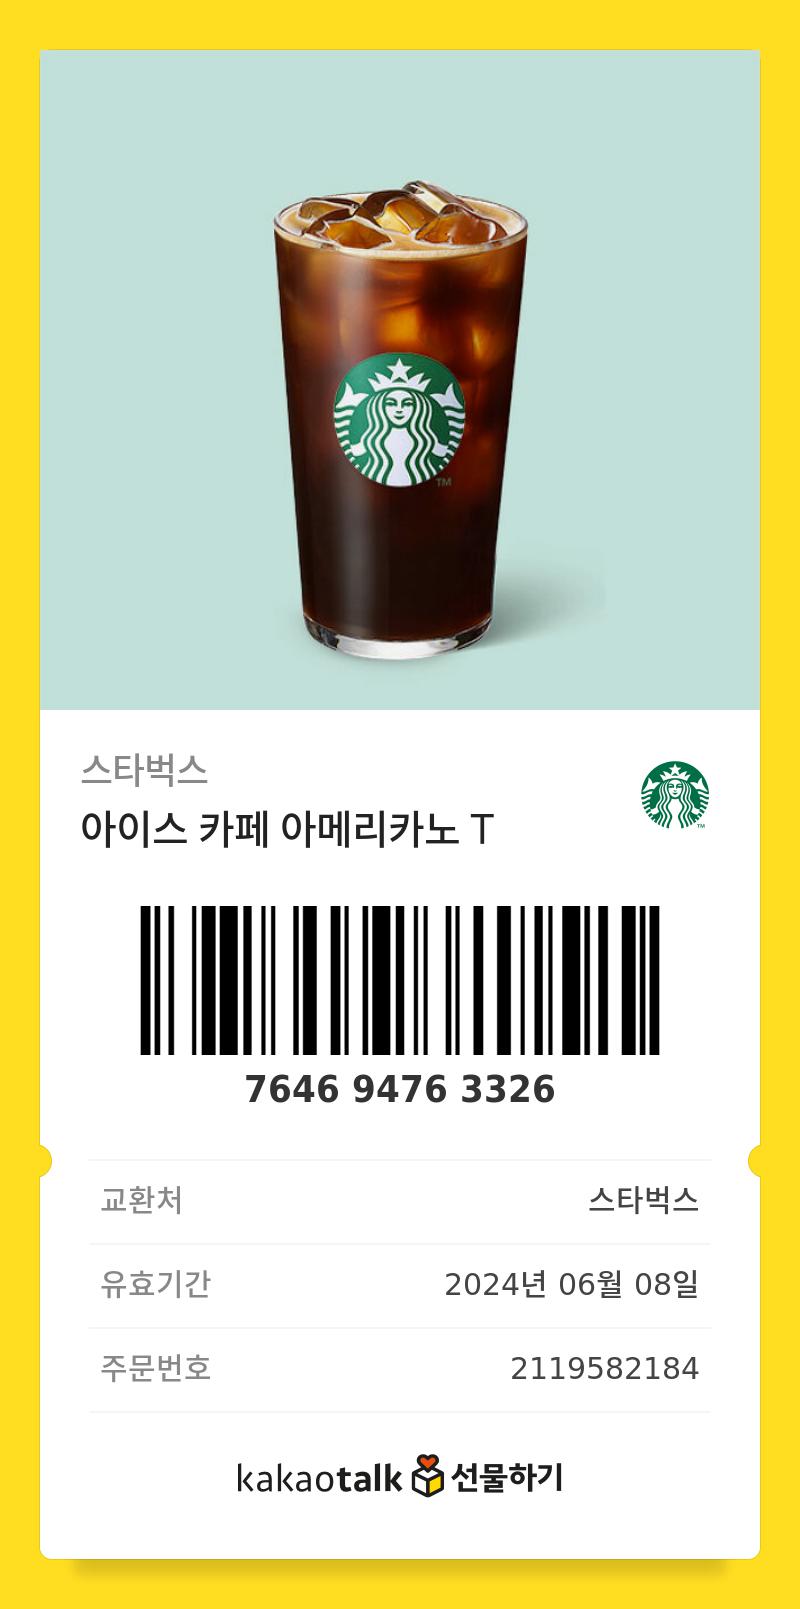 TM
스타벅스
아이스 카페 아메리카노 T
TM
7646 9476 3326
교환처 스타벅스
유효기간 2024년 06월 08일
주문번호 2119582184
kakaotalk 선물하기